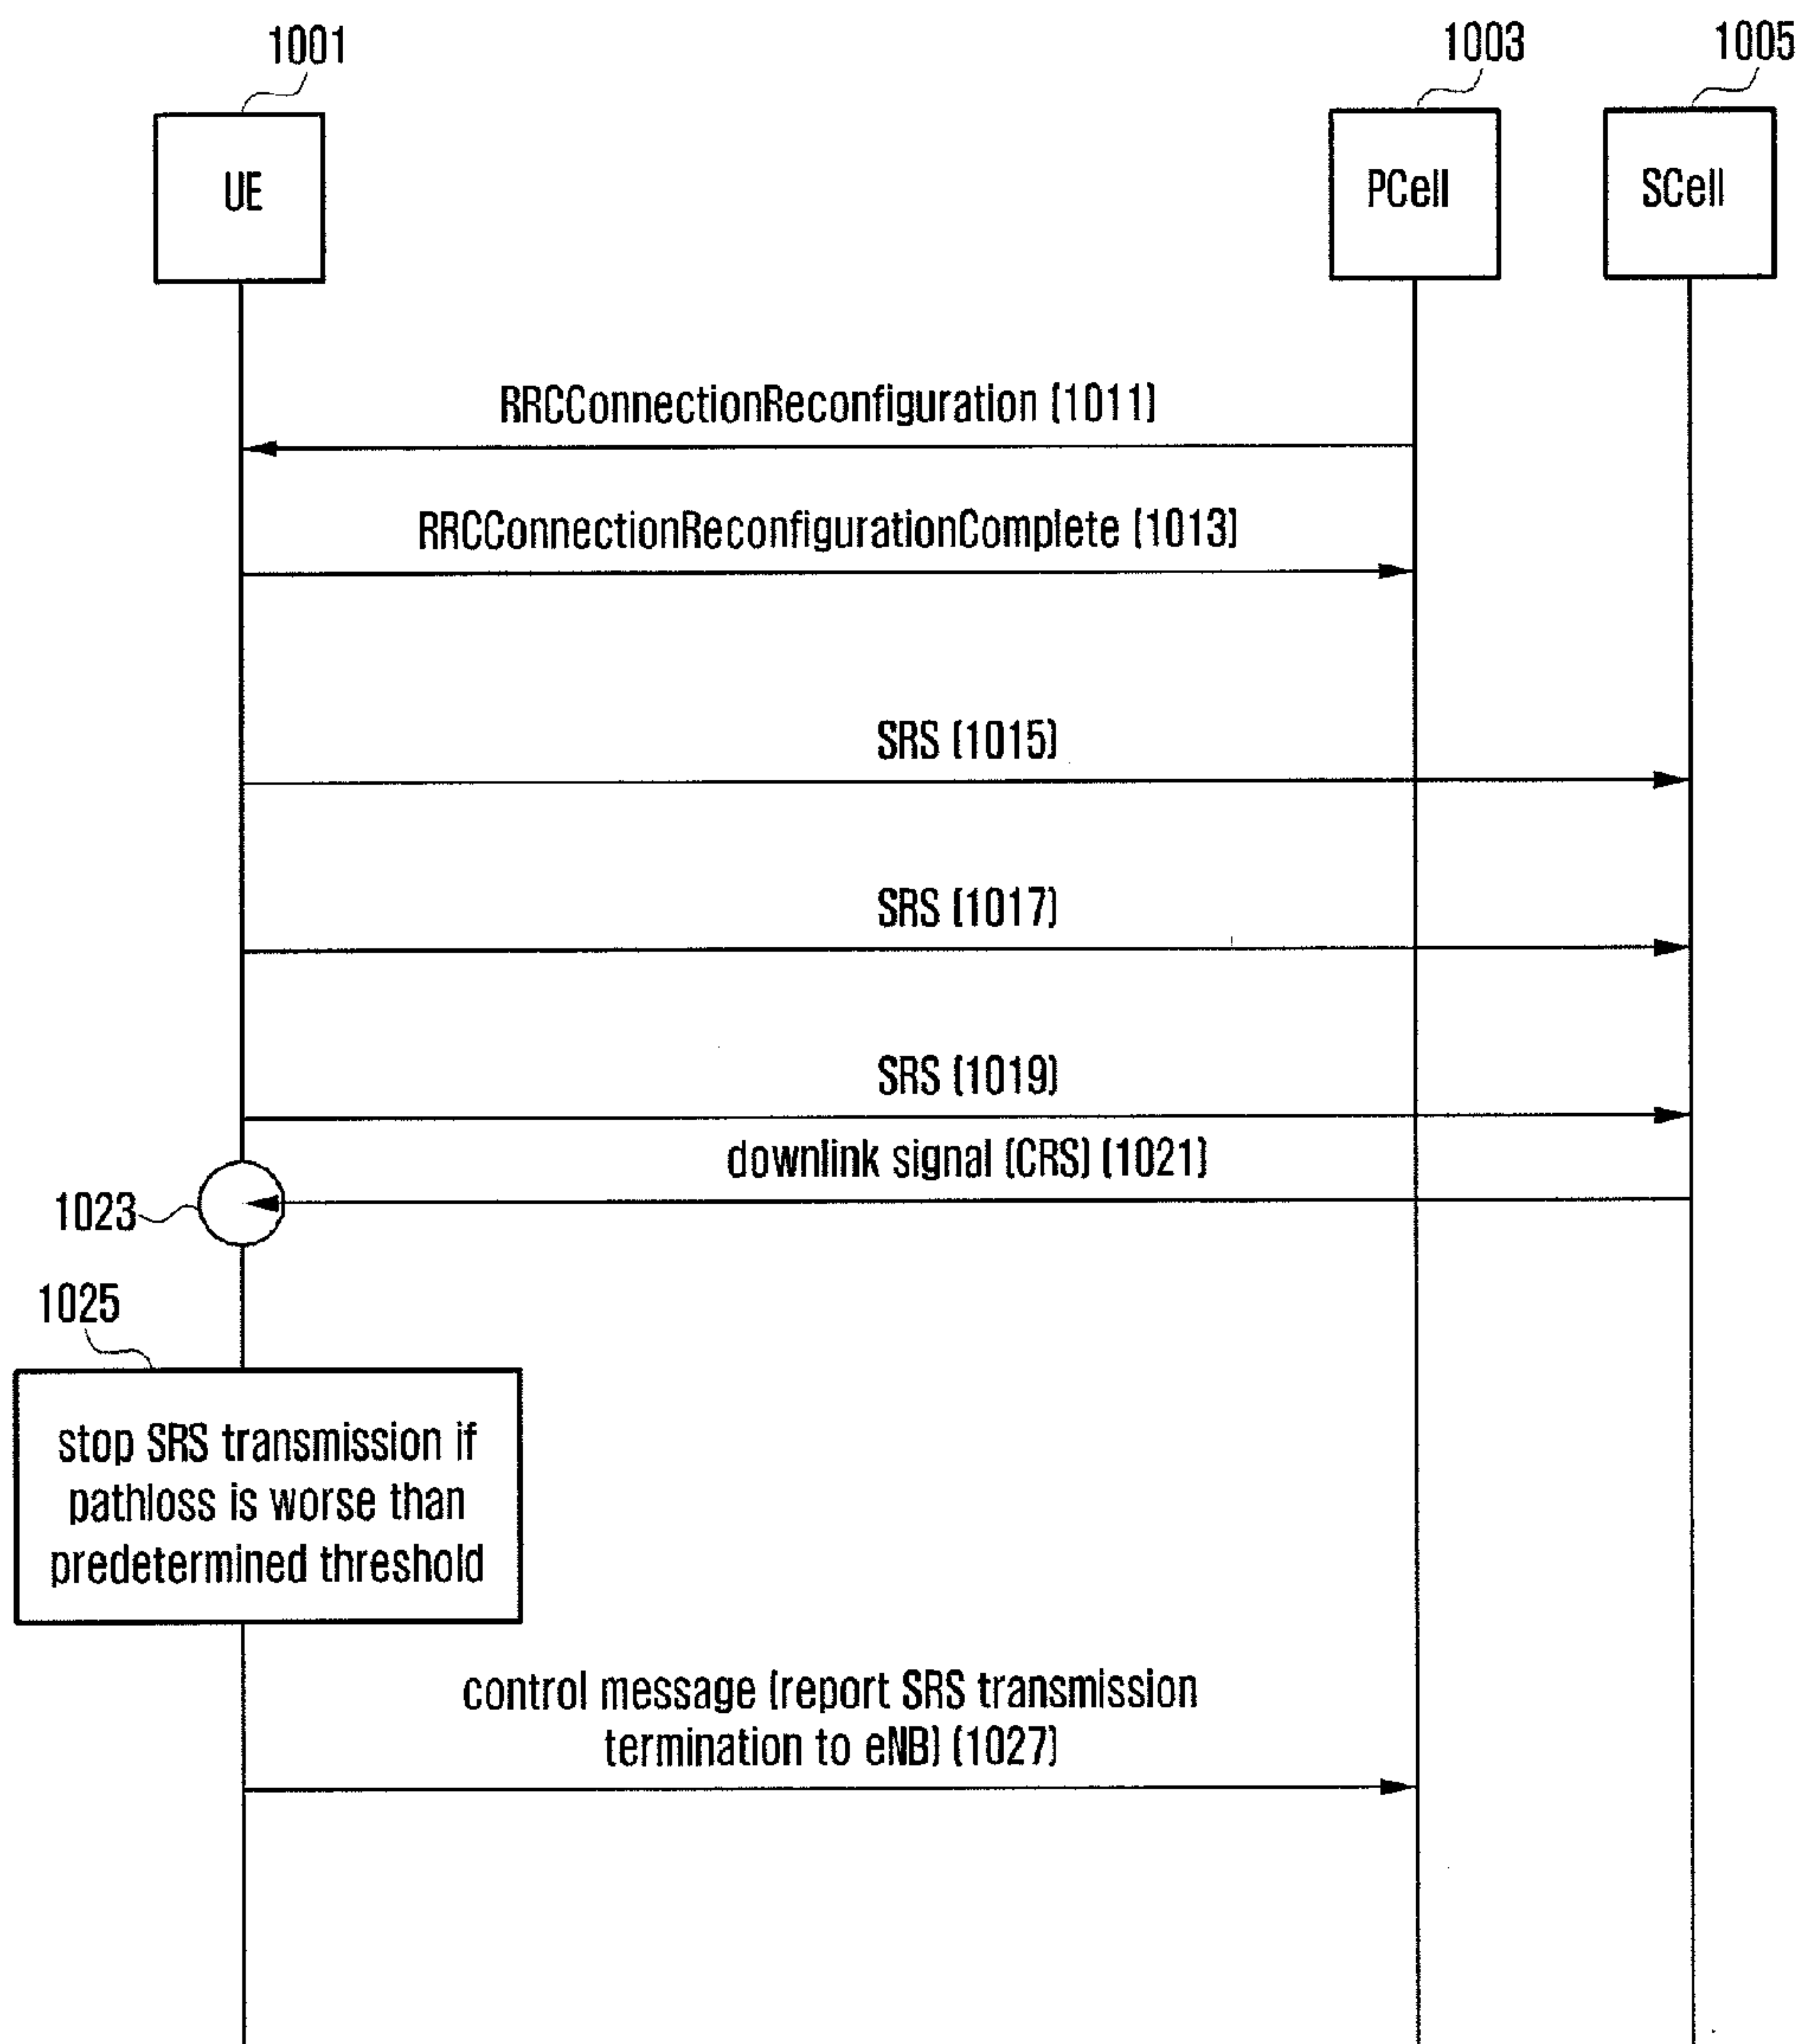 1001
1003
1005
UE
PCell
SCell
RRCConnectionReconfiguration (1011)
RRCConnectionReconfigurationComplete (1013)
SRS (1015)
SRS (1017)
SRS (1019)
downlink signal (CRS) (1021)
1023
1025
stop SRS transmission if
pathloss is worse than
predetermined threshold
control message (report SRS transmission
termination to eNB) (1027)